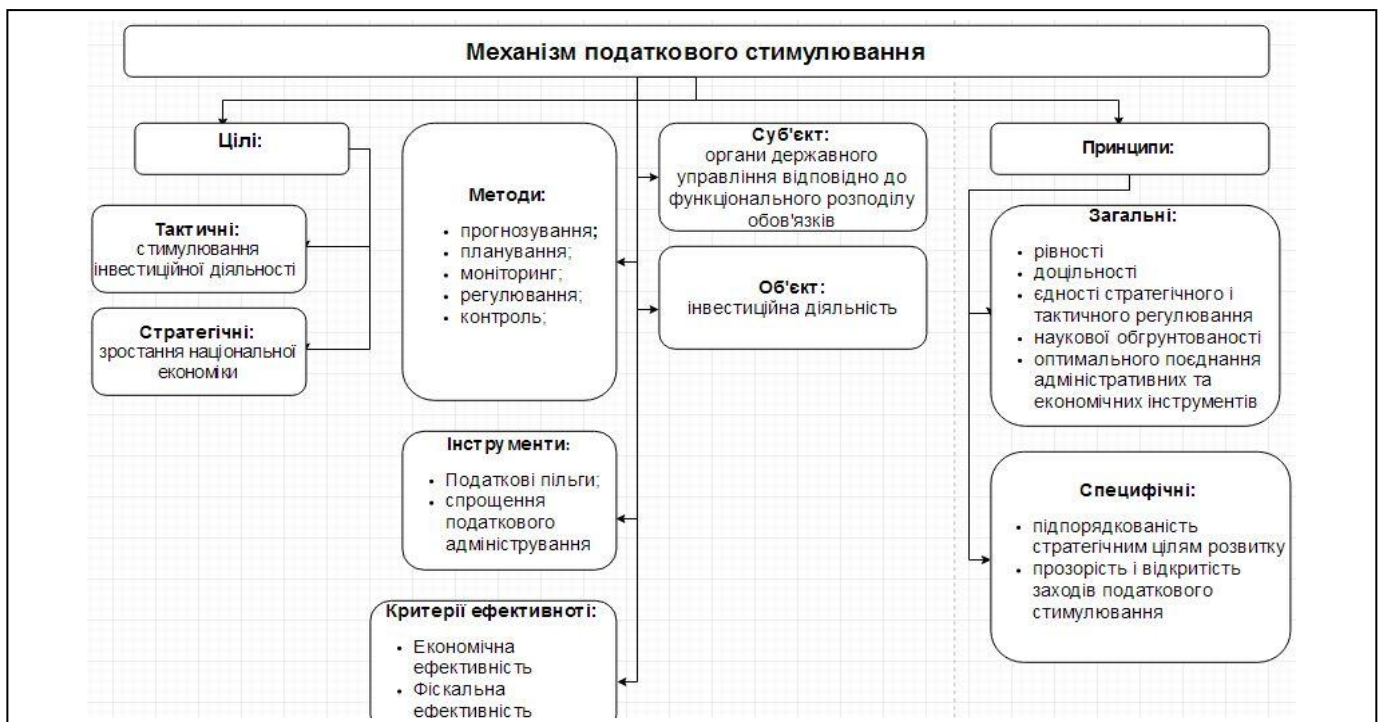 Механізм податкового стимулювання
Цілі:
Тактичні:
стимулювання
інвестиційної діяльності
Стратегічні:
зростання національної
економіки
Методи:
• прогнозування;
• планування;
• моніторинг;
• регулювання;
• контроль;
Інструменти:
• Податкові пільги;
• спрощення
податкового
адміністрування
Критерії ефективноті:
• Економічна
ефективність
• Фіскальна
ефективність
Суб'єкт:
органи державного
управління відповідно до
функціонального розподілу
обов'язків
Об'єкт:
інвестиційна діяльність
Принципи:
Загальні:
• рівності
• доцільності
• єдності стратегічного і
тактичного регулювання
• наукової обгрунтованості
• оптимального поєднання
адміністративних та
економічних інструментів
Специфічні:
• підпорядкованість
стратегічним цілям розвитку
• прозорість і відкритість
заходів податкового
стимулювання